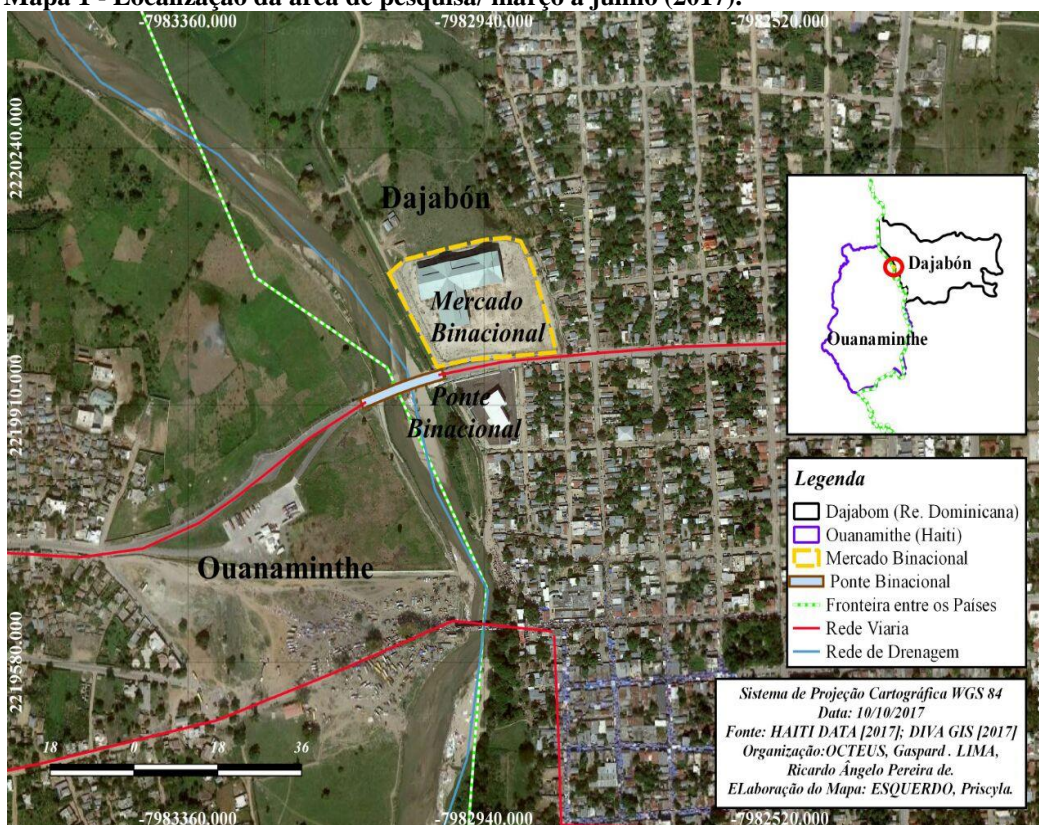 Mapa 1 - Localização da área de pesquisa/ março a junho (2017).
-7983360,000
-7982940,000
-7982520,000
2220240,000
Dajabón
Mercado
Binacional
2219910,000
Ponte
Binacional
Ouanaminthe
2219580,000
18 0 18 36
-7983360,000
-7982940,000
-7982520,000
Dajabón
Ouanaminthe
Legenda
Dajabom (Re. Dominicana)
Ouanamithe (Haiti)
Mercado Binacional
Ponte Binacional
Fronteira entre os Países
Rede Viaria
Rede de Drenagem
Sistema de Projeção Cartográfica WGS 84
Data: 10/10/2017
Fonte: HAITI DATA [2017]; DIVA GIS [2017]
Organização:OCTEUS, Gaspard . LIMA,
Ricardo Ângelo Pereira de.
ELaboração do Mapa: ESQUERDO, Priscyla.